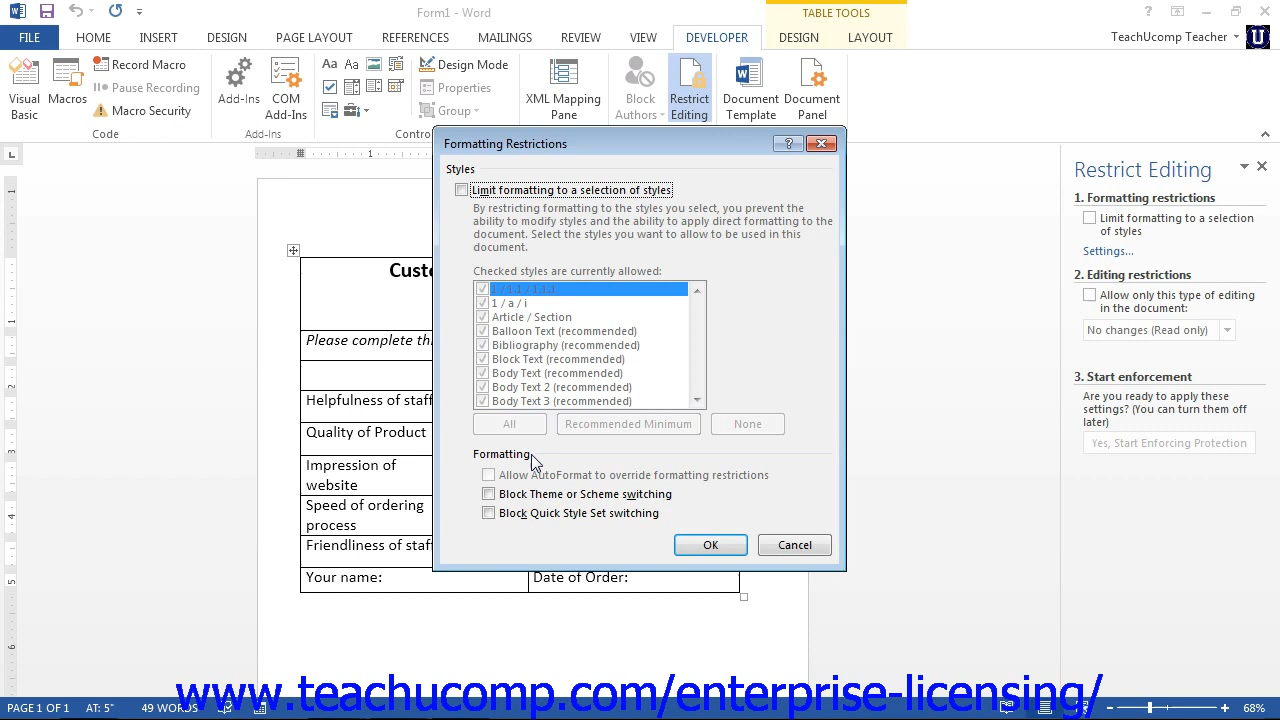 Form1 - Word
TABLE TOOLS
FILE
HOME
INSERT
DESIGN
PAGE LAYOUT
REFERENCES
MAILINGS
REVIEW
VIEW
DEVELOPER
DESIGN
LAYOUT
TeachUcomp Teacher
Visual Basic
Macros
Record Macro
Pause Recording
Macro Security
Code
Add-Ins
COM Add-Ins
Add-Ins
Aa Aa
Design Mode
Properties
Group
Contro
XML Mapping Pane
Block Authors
Restrict Editing
Document Template
Document Panel
Custo
Please complete thi
Helpfulness of staff
Quality of Product
Impression of
website
Speed of ordering
process
Friendliness of staff
Your name:
Date of Order:
Formatting Restrictions
Styles
Limit formatting to a selection of styles
By restricting formatting to the styles you select, you prevent the
ability to modify styles and the ability to apply direct formatting to the
document. Select the styles you want to allow to be used in this
document.
Checked styles are currently allowed:
1 / 1.1 / 1.1.1
1 / a / i
Article / Section
Balloon Text (recommended)
Bibliography (recommended)
Block Text (recommended)
Body Text (recommended)
Body Text 2 (recommended)
Body Text 3 (recommended)
All
Recommended Minimum
None
Formatting
Allow AutoFormat to override formatting restrictions
Block Theme or Scheme switching
Block Quick Style Set switching
OK
Cancel
Restrict Editing
1. Formatting restrictions
Limit formatting to a selection
of styles
Settings...
2. Editing restrictions
Allow only this type of editing
in the document:
No changes (Read only)
3. Start enforcement
Are you ready to apply these
settings? (You can turn them off
later)
Yes, Start Enforcing Protection
www.teachucomp.com/enterprise-licensing/
PAGE 1 OF 1
AT: 5"
49 WORDS
68%